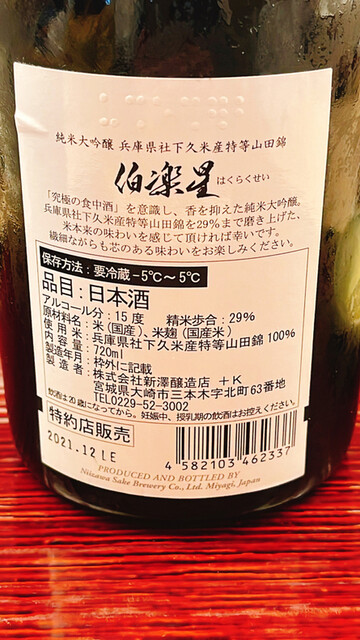 純米大吟醸 兵庫県社下久米産特等山田錦
伯楽星 はくらくせい
「究極の食中酒」を意識し、香を抑えた純米大吟醸。
兵庫県社下久米産特等山田錦を29%まで磨き上げた、
米本来の味わいを感じて頂ければ幸いです。
繊細ながらも芯のある味わいをお楽しみください。
保存方法：要冷蔵－5℃～5℃
品目：日本酒
アルコール分：15度 精米歩合：29%
原材料名：米（国産）、米麹（国産米）
使用米：兵庫県社下久米産特等山田錦100%
内容量：720ml
製造年月：枠外に記載
製造者：株式会社新澤醸造店 ＋K
宮城県大崎市三本木字北町63番地
TEL0229-52-3002
飲酒は20歳になってから。妊娠中、授乳期の飲酒はお控えください。
特約店販売
2021.12 LE
4 582103 462337
PRODUCED AND BOTTLED BY
Niizawa Sake Brewery Co., Ltd. Miyagi, Japan